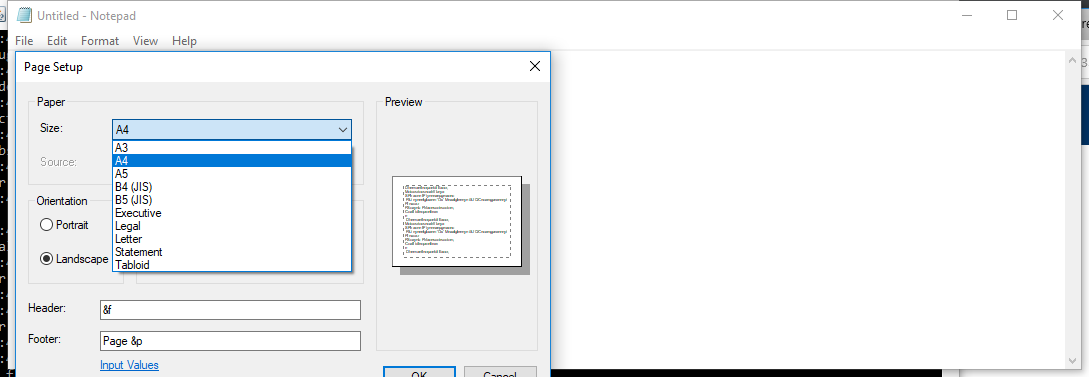 Untitled - Notepad
File Edit Format View Help
Page Setup
Paper
Preview
Size:
A4
A3
A4
A5
Source:
B4 (JIS)
B5 (JIS)
Orientation
Executive
Portrait
Legal
Letter
Statement
Landscape
Tabloid
Header:
&f
Footer:
Page &p
Input Values
OK
Cancel